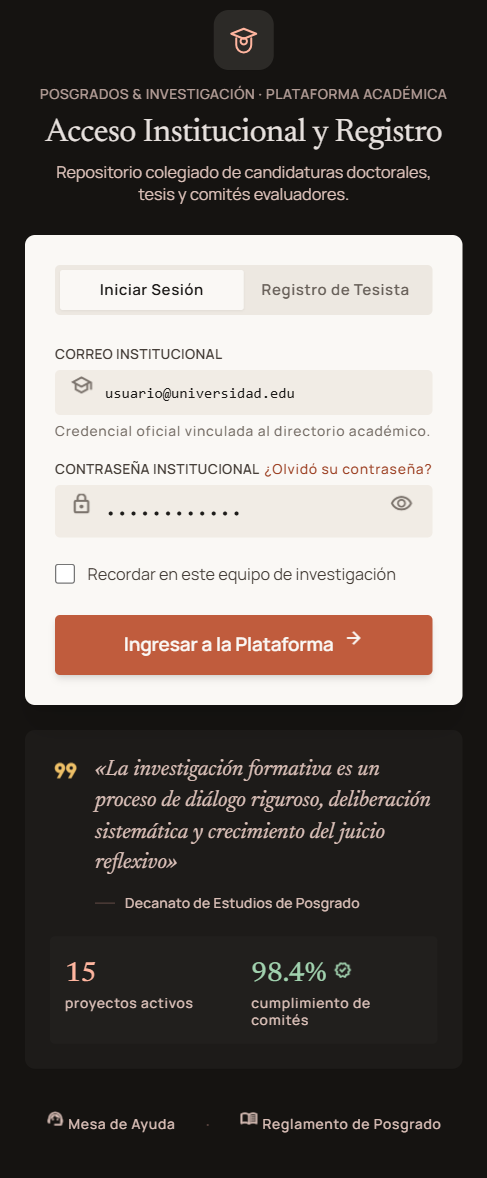 POSGRADOS & INVESTIGACIÓN · PLATAFORMA ACADÉMICA
Acceso Institucional y Registro
Repositorio colegiado de candidaturas doctorales,
tesis y comités evaluadores.
Iniciar Sesión
Registro de Tesista
CORREO INSTITUCIONAL
usuario@universidad.edu
Credencial oficial vinculada al directorio académico.
CONTRASEÑA INSTITUCIONAL ¿Olvidó su contraseña?
Recordar en este equipo de investigación
Ingresar a la Plataforma →
«La investigación formativa es un
proceso de diálogo riguroso, deliberación
sistemática y crecimiento del juicio
reflexivo»
— Decanato de Estudios de Posgrado
15
proyectos activos
98.4%
cumplimiento de
comités
Mesa de Ayuda · Reglamento de Posgrado